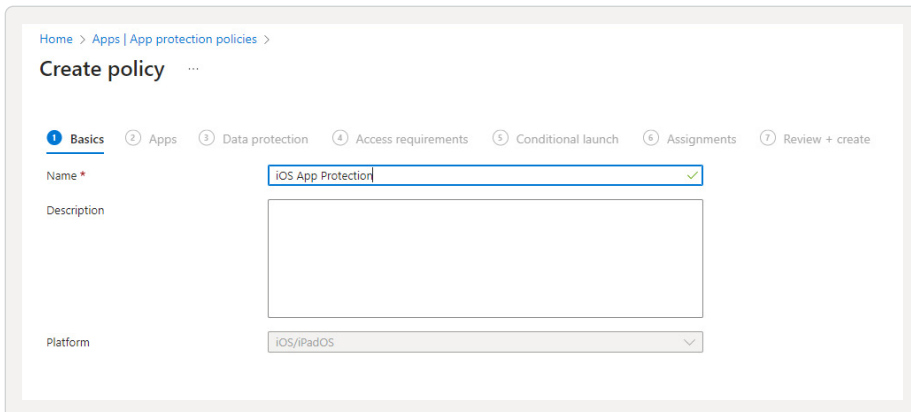 Home > Apps | App protection policies >
Create policy ...
1 Basics 2 Apps 3 Data protection 4 Access requirements 5 Conditional launch 6 Assignments 7 Review + create
Name * iOS App Protection
Description
Platform iOS/iPadOS